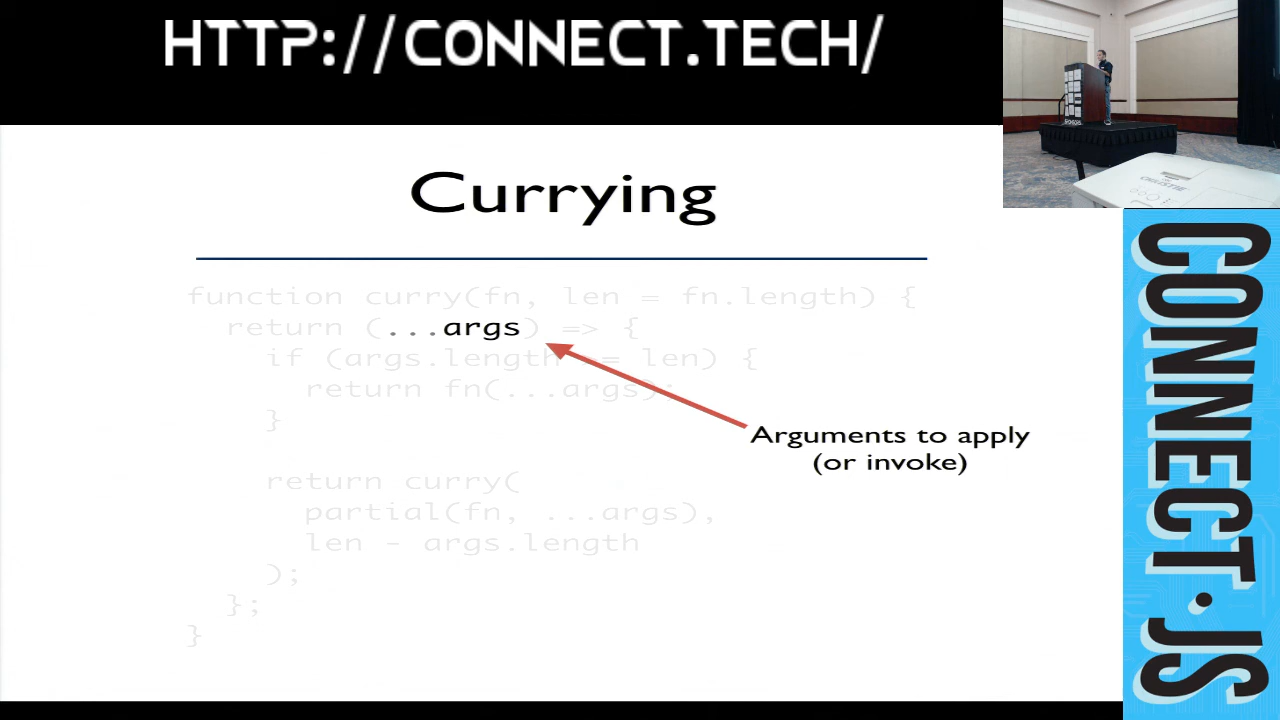 HTTP://CONNECT.TECH/
Currying
function curry(fn, len = fn.length) {
return (...args) => {
if (args.length >= len) {
return fn(...args);
}
Arguments to apply
(or invoke)
return curry(
partial(fn, ...args),
len - args.length
);
};
}
CONNECT.JS
CHRISTIE